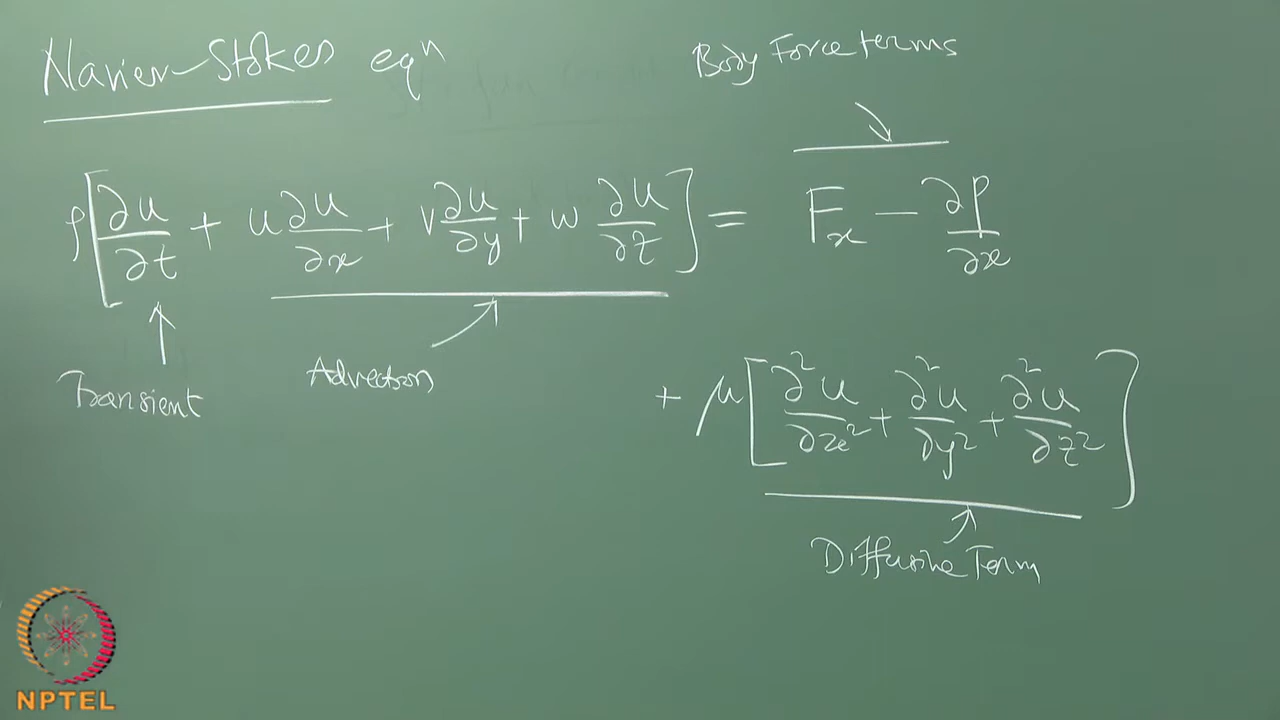 Navier-Stokes eqⁿ
Body Force terms
ρ[∂u/∂t + u ∂u/∂x + v ∂u/∂y + w ∂u/∂z] = Fₓ − ∂p/∂x
Transient
Advection
+ μ[∂²u/∂x² + ∂²u/∂y² + ∂²u/∂z²]
Diffusive Term
NPTEL